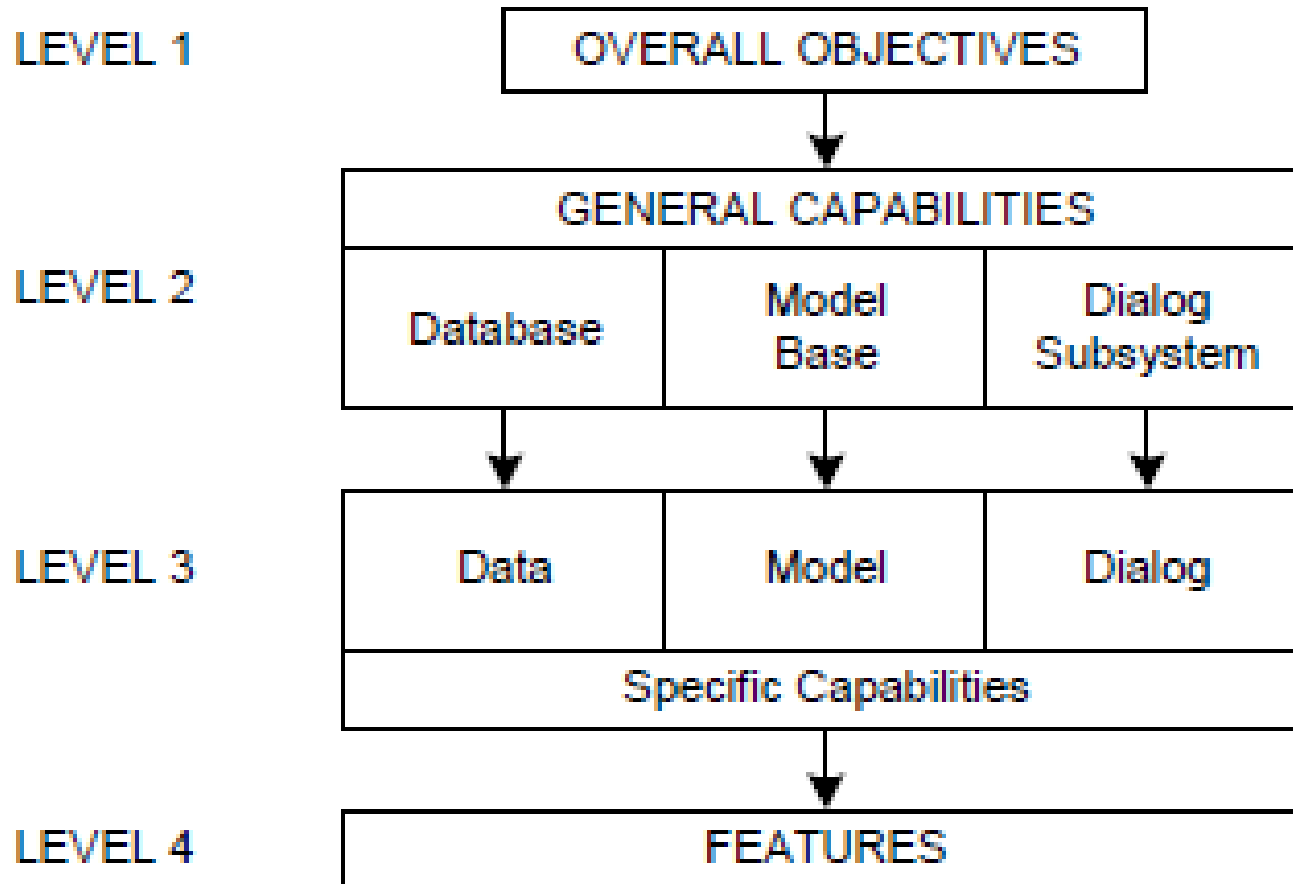 LEVEL 1
OVERALL OBJECTIVES
GENERAL CAPABILITIES
LEVEL 2
Database
Model
Base
Dialog
Subsystem
LEVEL 3
Data
Model
Dialog
Specific Capabilities
LEVEL 4
FEATURES